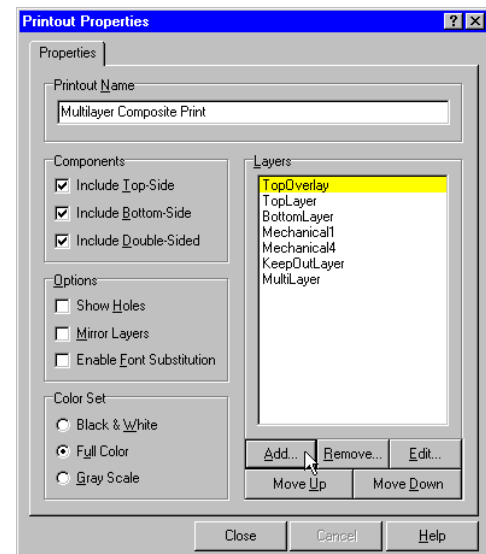 Printout Properties
Properties
Printout Name
Multilayer Composite Print
Components
Include Top-Side
Include Bottom-Side
Include Double-Sided
Options
Show Holes
Mirror Layers
Enable Font Substitution
Color Set
Black & White
Full Color
Gray Scale
Layers
TopOverlay
TopLayer
BottomLayer
Mechanical1
Mechanical4
KeepOutLayer
MultiLayer
Add... Remove... Edit...
Move Up Move Down
Close Cancel Help